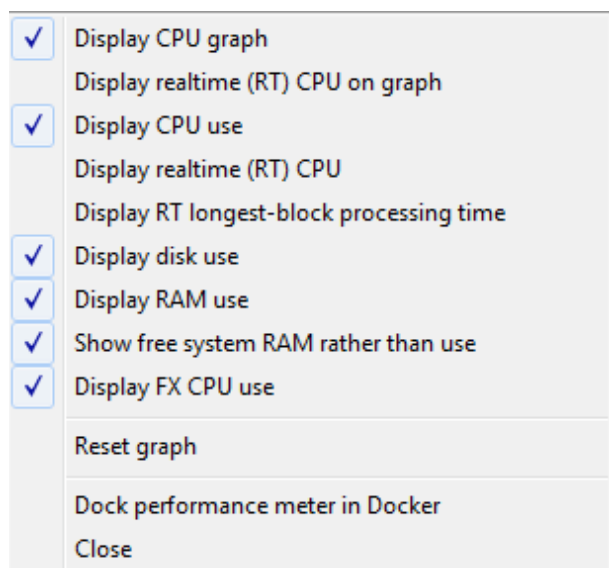 Display CPU graph
Display realtime (RT) CPU on graph
Display CPU use
Display realtime (RT) CPU
Display RT longest-block processing time
Display disk use
Display RAM use
Show free system RAM rather than use
Display FX CPU use
Reset graph
Dock performance meter in Docker
Close